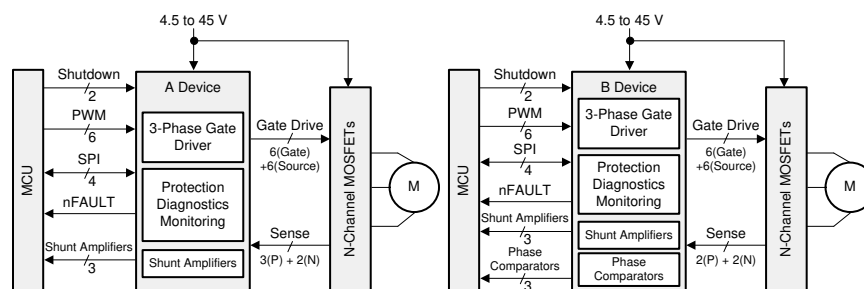 4.5 to 45 V
MCU
Shutdown
2
PWM
6
SPI
4
nFAULT
Shunt Amplifiers
3
A Device
3-Phase Gate
Driver
Protection
Diagnostics
Monitoring
Shunt Amplifiers
Gate Drive
6(Gate)
+6(Source)
Sense
3(P) + 2(N)
N-Channel MOSFETs
M
4.5 to 45 V
MCU
Shutdown
2
PWM
6
SPI
4
nFAULT
Shunt Amplifiers
3
Phase
Comparators
3
B Device
3-Phase Gate
Driver
Protection
Diagnostics
Monitoring
Shunt Amplifiers
Phase
Comparators
Gate Drive
6(Gate)
+6(Source)
Sense
2(P) + 2(N)
N-Channel MOSFETs
M